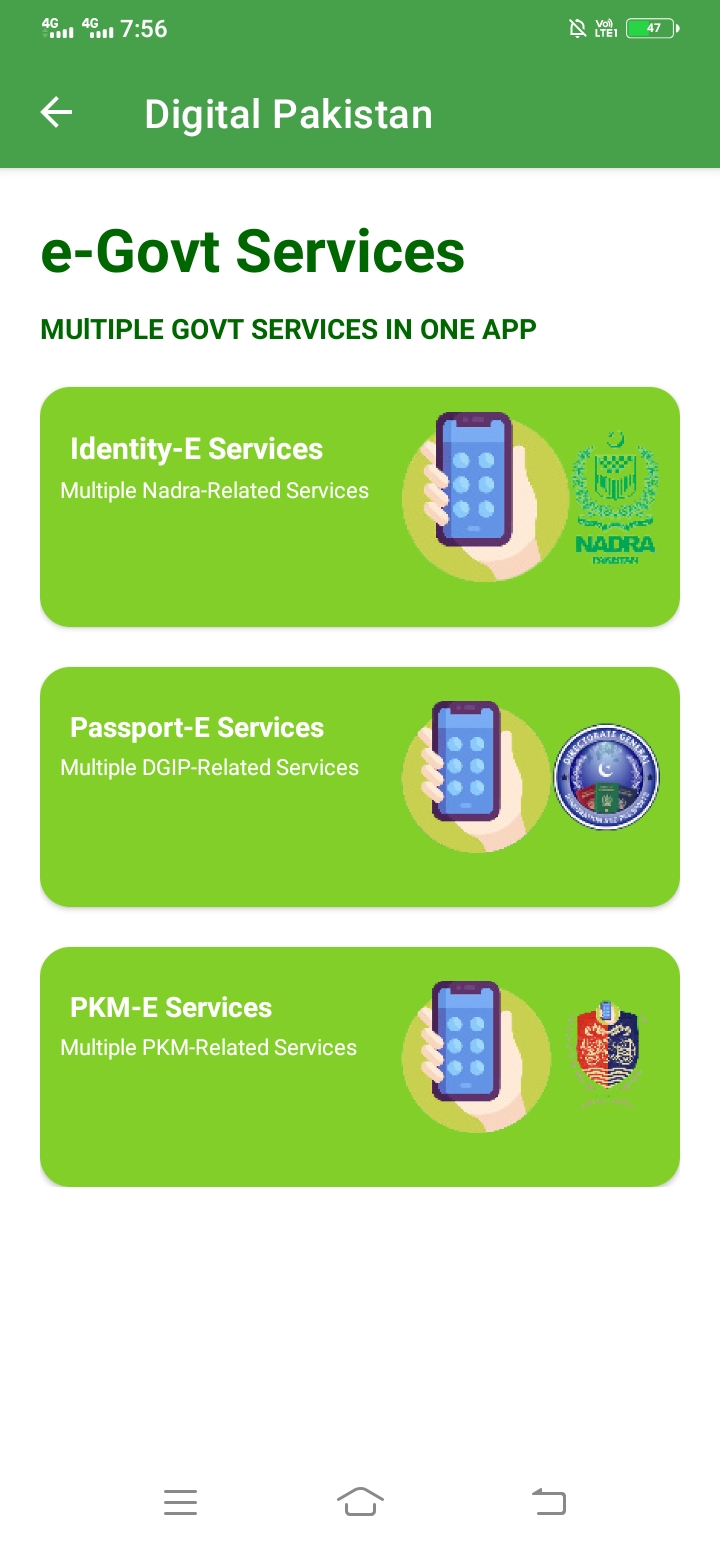 4G 4G 7:56 Vo) LTE1 47
Digital Pakistan
e-Govt Services
MUlTIPLE GOVT SERVICES IN ONE APP
Identity-E Services
Multiple Nadra-Related Services
NADRA
PAKISTAN
Passport-E Services
Multiple DGIP-Related Services
DIRECTORATE GENERAL
PKM-E Services
Multiple PKM-Related Services